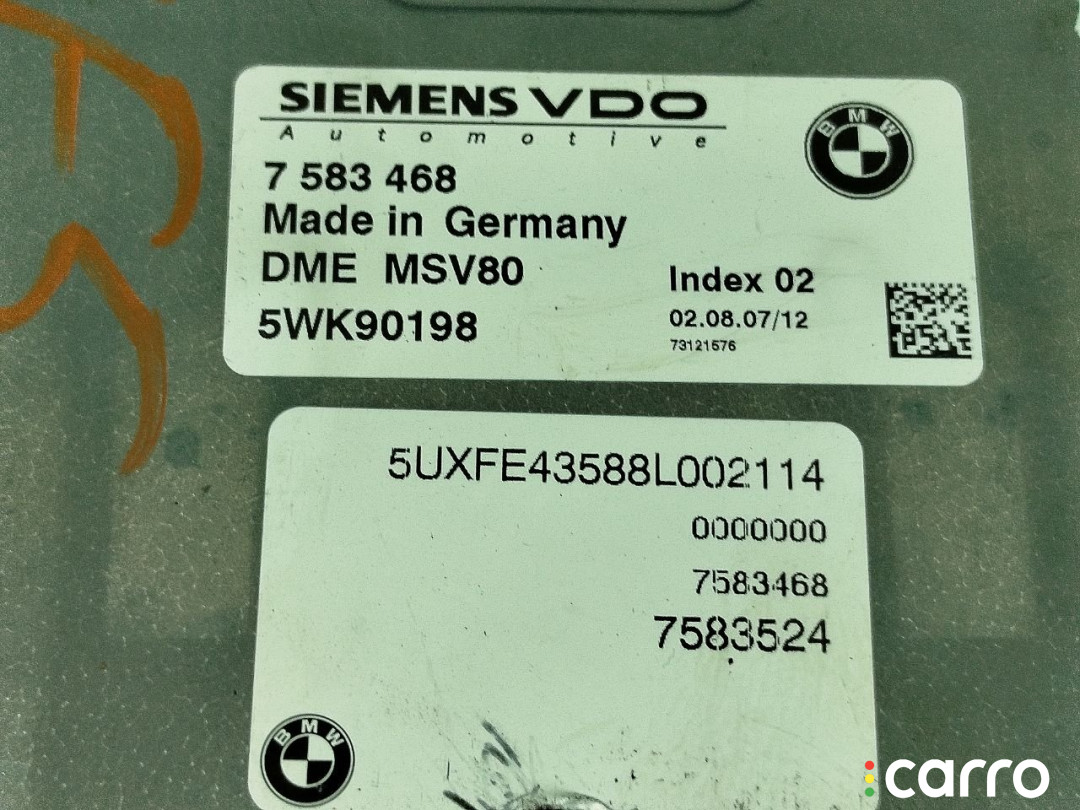 SIEMENS VDO
Automotive
BMW
7 583 468
Made in Germany
DME MSV80
Index 02
5WK90198
02.08.07/12
73121576
5UXFE43588L002114
0000000
7583468
7583524
BMW
carro